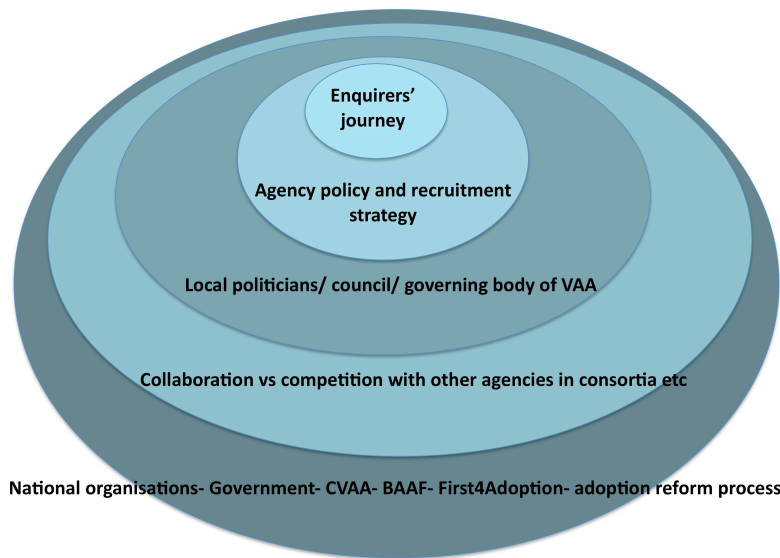 Enquirers’
journey
Agency policy and recruitment
strategy
Local politicians/ council/ governing body of VAA
Collaboration vs competition with other agencies in consortia etc
National organisations- Government- CVAA- BAAF- First4Adoption- adoption reform process